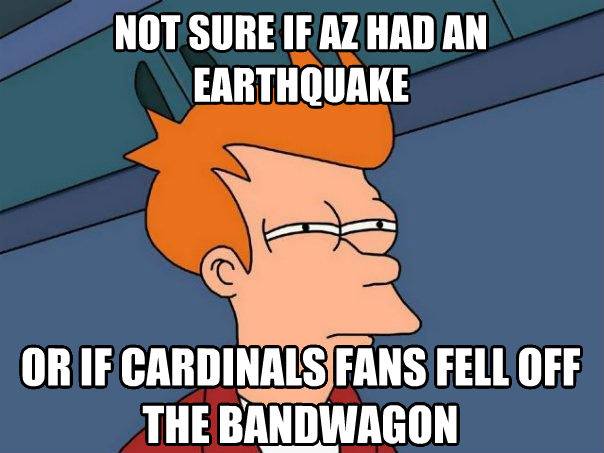 NOT SURE IF AZ HAD AN
EARTHQUAKE
OR IF CARDINALS FANS FELL OFF
THE BANDWAGON